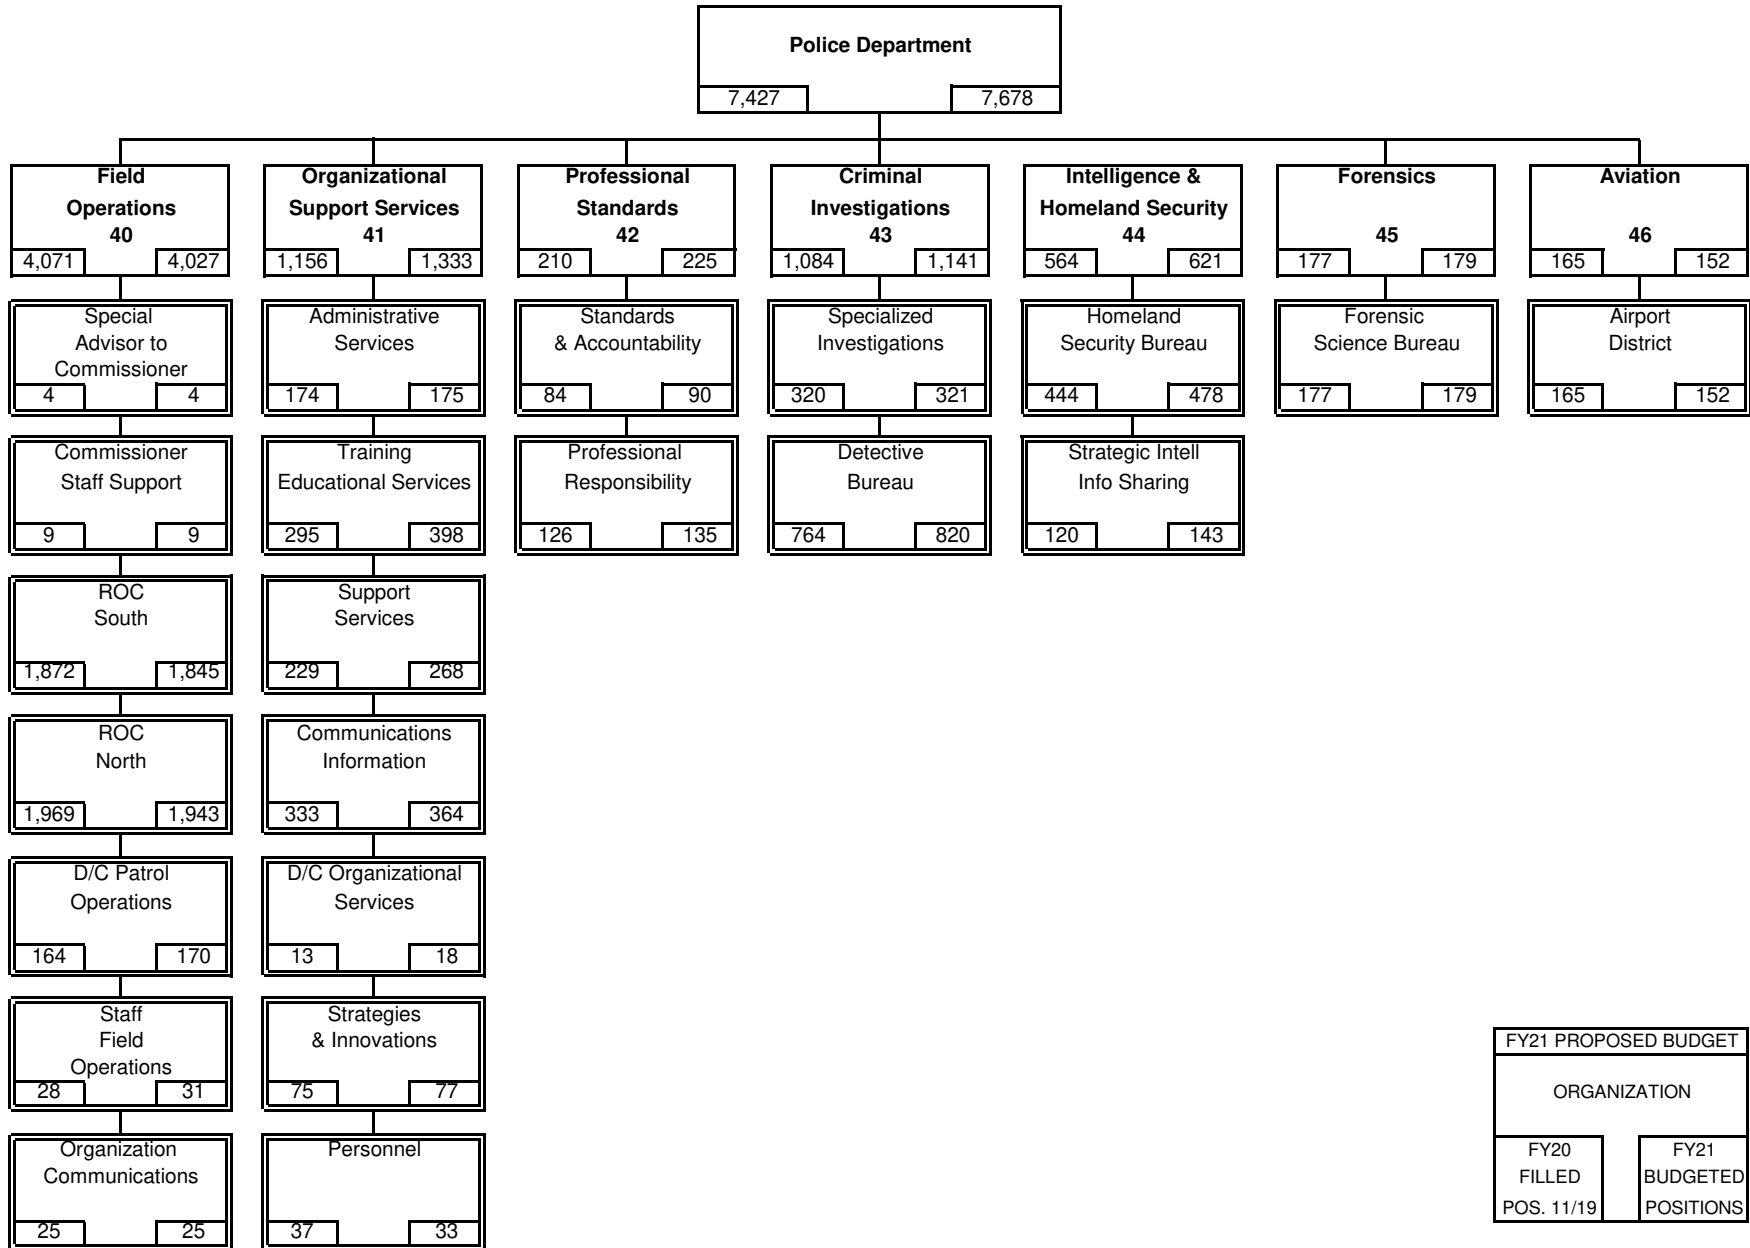 Police Department
7,427 7,678
Field
Operations
40
4,071 4,027
Organizational
Support Services
41
1,156 1,333
Professional
Standards
42
210 225
Criminal
Investigations
43
1,084 1,141
Intelligence &
Homeland Security
44
564 621
Forensics
45
177 179
Aviation
46
165 152
Special
Advisor to
Commissioner
4 4
Administrative
Services
174 175
Standards
& Accountability
84 90
Specialized
Investigations
320 321
Homeland
Security Bureau
444 478
Forensic
Science Bureau
177 179
Airport
District
165 152
Commissioner
Staff Support
9 9
Training
Educational Services
295 398
Professional
Responsibility
126 135
Detective
Bureau
764 820
Strategic Intell
Info Sharing
120 143
ROC
South
1,872 1,845
Support
Services
229 268
ROC
North
1,969 1,943
Communications
Information
333 364
D/C Patrol
Operations
164 170
D/C Organizational
Services
13 18
Staff
Field
Operations
28 31
Strategies
& Innovations
75 77
Organization
Communications
25 25
Personnel
37 33
FY21 PROPOSED BUDGET
ORGANIZATION
FY20
FILLED
POS. 11/19
FY21
BUDGETED
POSITIONS